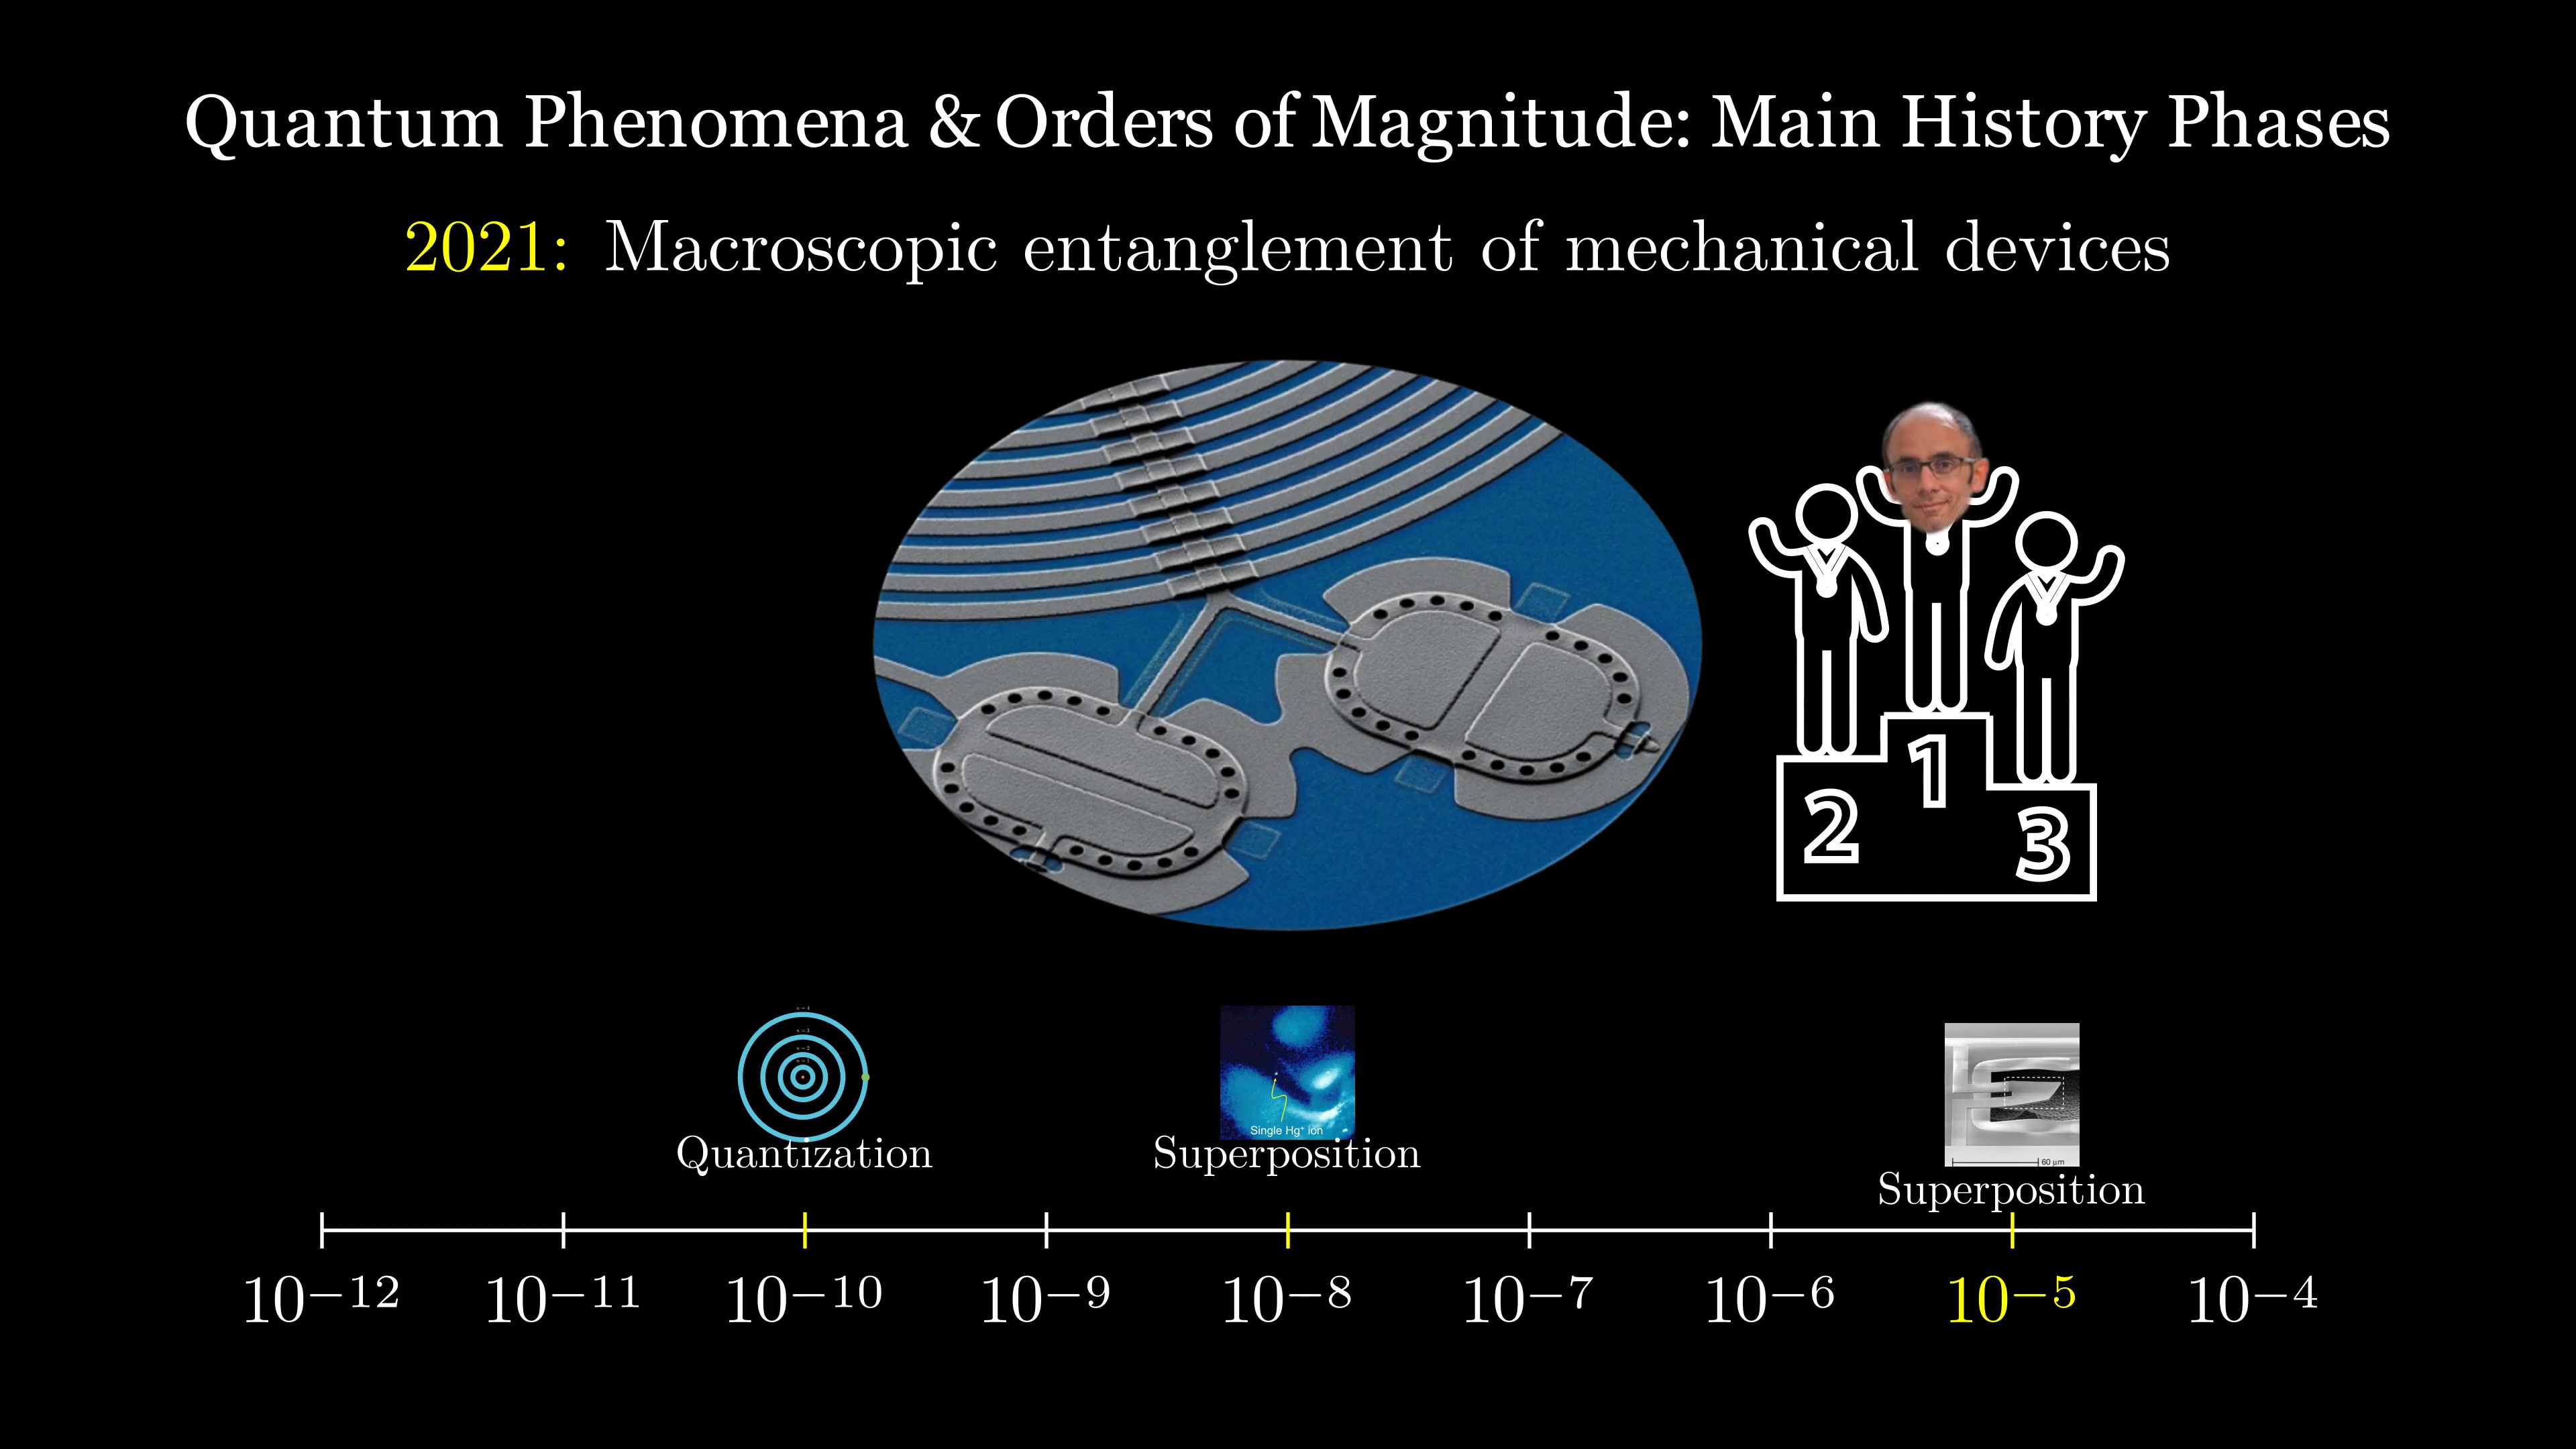 Quantum Phenomena & Orders of Magnitude: Main History Phases
2021: Macroscopic entanglement of mechanical devices
1
2
3
Single Hg⁺ ion
60 µm
Quantization
Superposition
Superposition
10⁻¹² 10⁻¹¹ 10⁻¹⁰ 10⁻⁹ 10⁻⁸ 10⁻⁷ 10⁻⁶ 10⁻⁵ 10⁻⁴